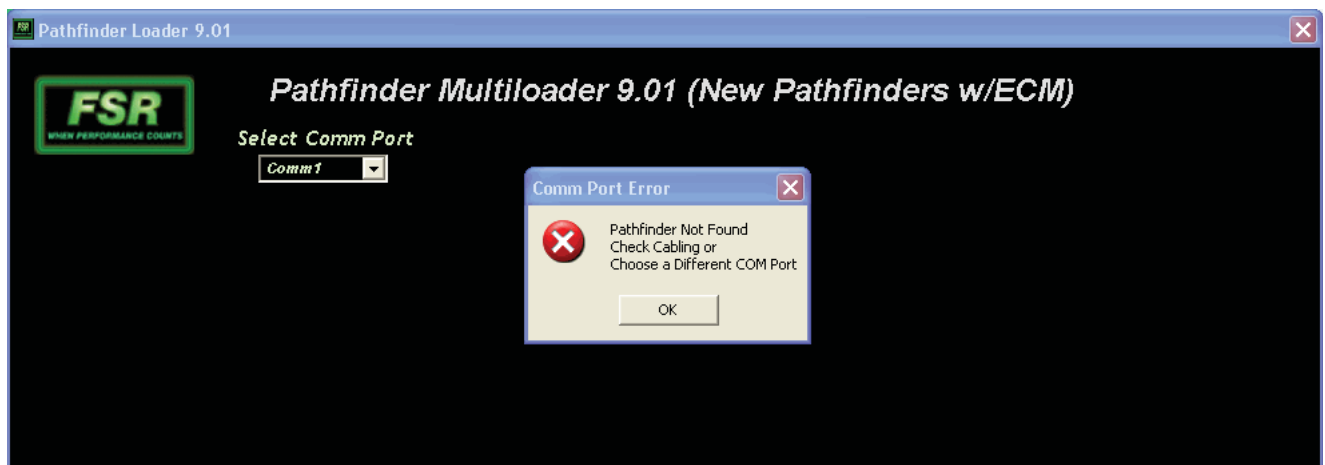 Pathfinder Loader 9.01
Pathfinder Multiloader 9.01 (New Pathfinders w/ECM)
FSR
WHEN PERFORMANCE COUNTS
Select Comm Port
Comm1
Comm Port Error
Pathfinder Not Found
Check Cabling or
Choose a Different COM Port
OK